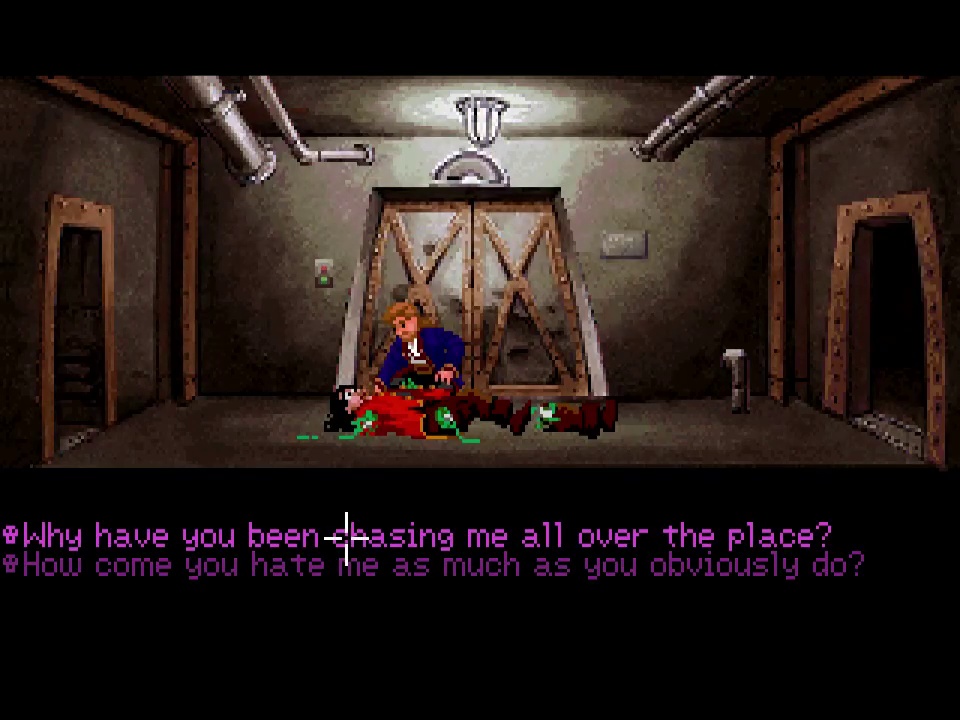 Why have you been chasing me all over the place?
How come you hate me as much as you obviously do?